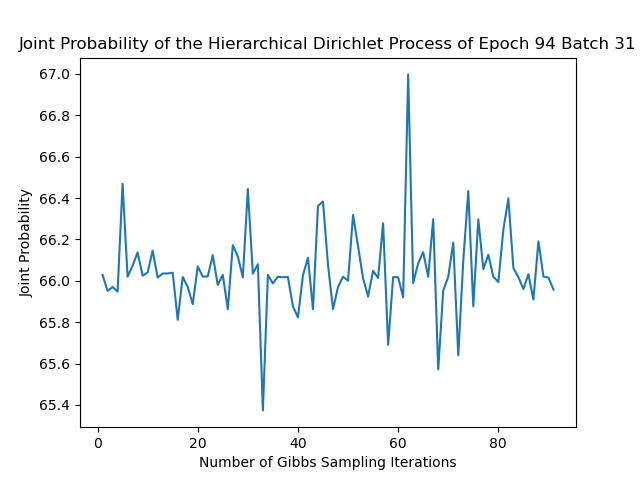 Joint Probability of the Hierarchical Dirichlet Process of Epoch 94 Batch 31
67.0
66.8
66.6
66.4
66.2
66.0
65.8
65.6
65.4
Joint Probability
0 20 40 60 80
Number of Gibbs Sampling Iterations